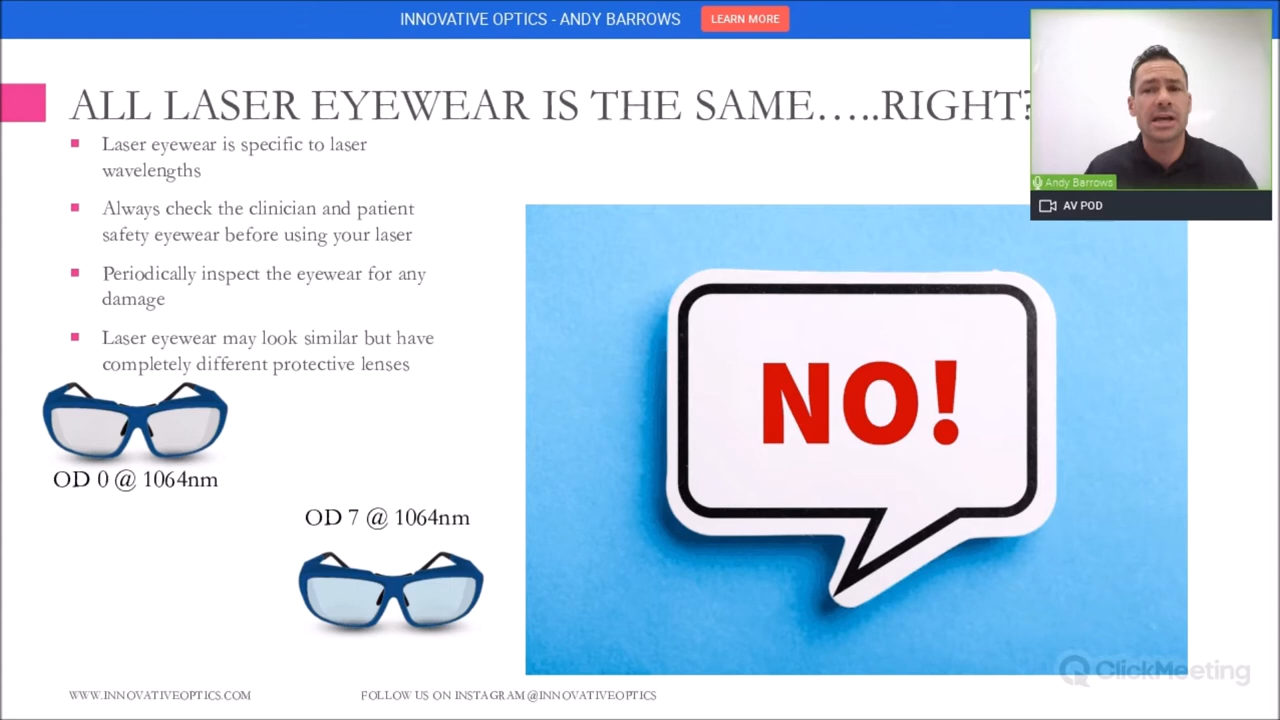 INNOVATIVE OPTICS - ANDY BARROWS
LEARN MORE
ALL LASER EYEWEAR IS THE SAME…..RIGHT?
Andy Barrows
AV POD
Laser eyewear is specific to laser
wavelengths
Always check the clinician and patient
safety eyewear before using your laser
Periodically inspect the eyewear for any
damage
Laser eyewear may look similar but have
completely different protective lenses
NO!
OD 0 @ 1064nm
OD 7 @ 1064nm
ClickMeeting
WWW.INNOVATIVEOPTICS.COM
FOLLOW US ON INSTAGRAM @INNOVATIVEOPTICS